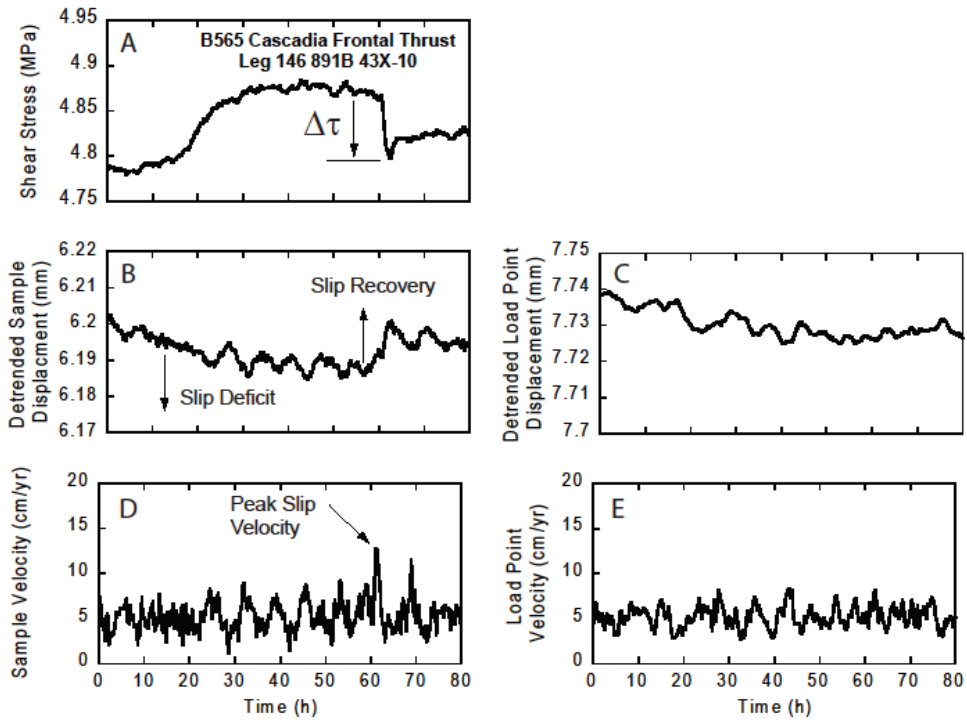 A
B565 Cascadia Frontal Thrust
Leg 146 891B 43X-10
Δτ
Shear Stress (MPa)
4.95
4.9
4.85
4.8
4.75
B
Slip Recovery
Slip Deficit
Detrended Sample
Displacment (mm)
6.22
6.21
6.2
6.19
6.18
6.17
C
Detrended Load Point
Displacement (mm)
7.75
7.74
7.73
7.72
7.71
7.7
D
Peak Slip
Velocity
Sample Velocity (cm/yr)
20
15
10
5
0
0 10 20 30 40 50 60 70 80
Time (h)
E
Load Point
Velocity (cm/yr)
20
15
10
5
0
0 10 20 30 40 50 60 70 80
Time (h)